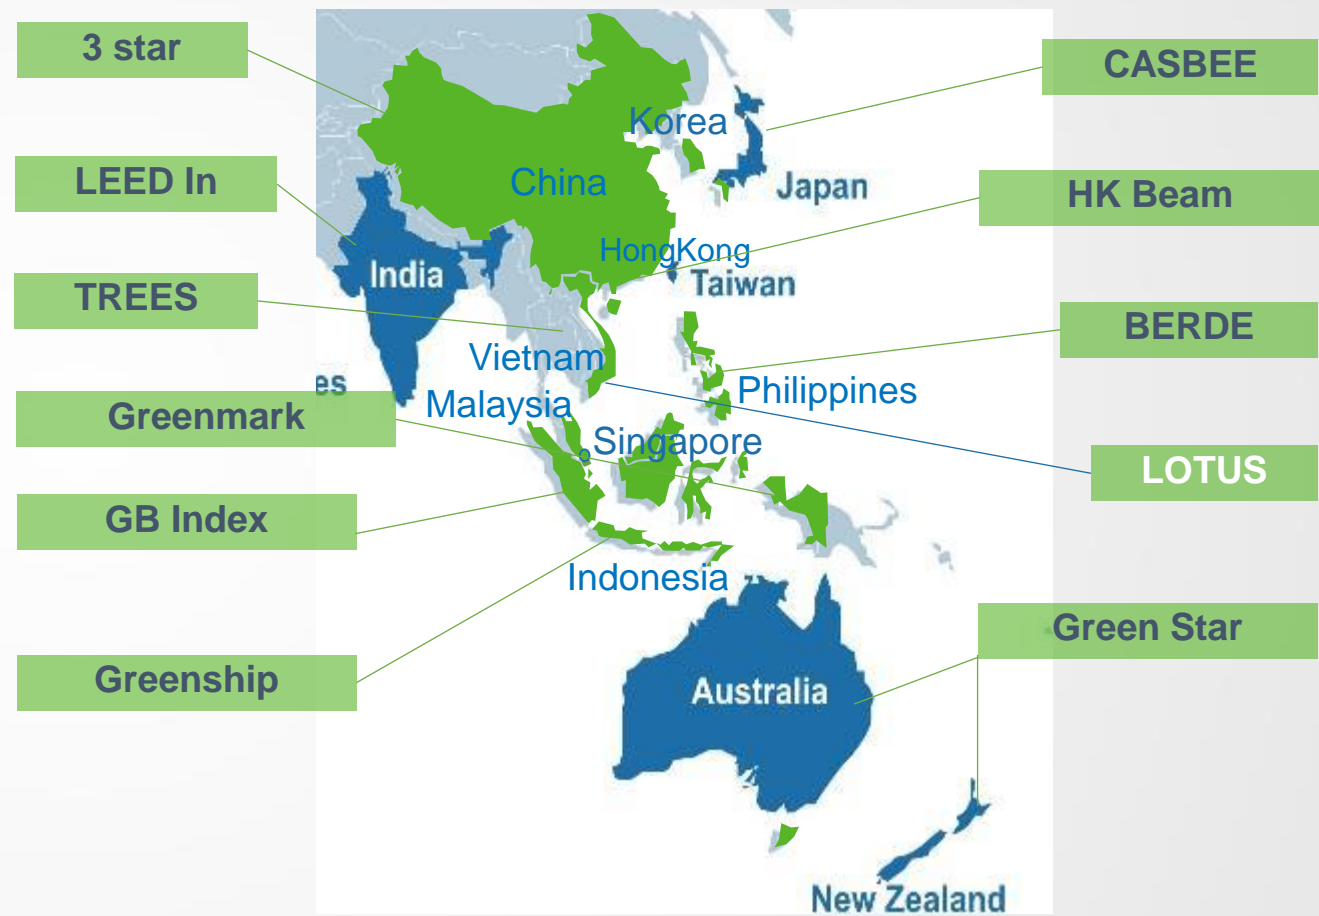 3 star
CASBEE
Korea
LEED In
China
Japan
HK Beam
HongKong
India
Taiwan
TREES
BERDE
Vietnam
es
Philippines
Malaysia
Greenmark
Singapore
LOTUS
GB Index
Indonesia
Green Star
Greenship
Australia
New Zealand